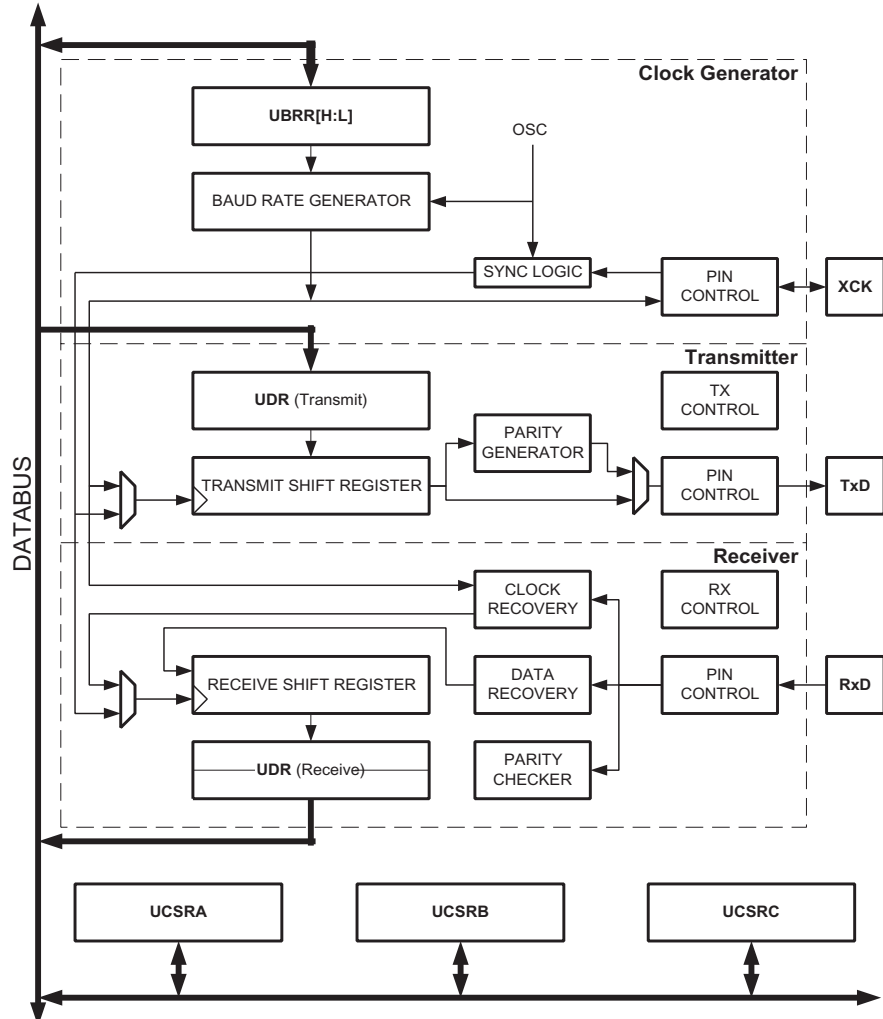 Clock Generator
UBRR[H:L]
OSC
BAUD RATE GENERATOR
SYNC LOGIC
PIN
CONTROL
XCK
Transmitter
UDR (Transmit)
TX
CONTROL
PARITY
GENERATOR
TRANSMIT SHIFT REGISTER
PIN
CONTROL
TxD
DATABUS
Receiver
CLOCK
RECOVERY
RX
CONTROL
RECEIVE SHIFT REGISTER
DATA
RECOVERY
PIN
CONTROL
RxD
UDR (Receive)
PARITY
CHECKER
UCSRA
UCSRB
UCSRC